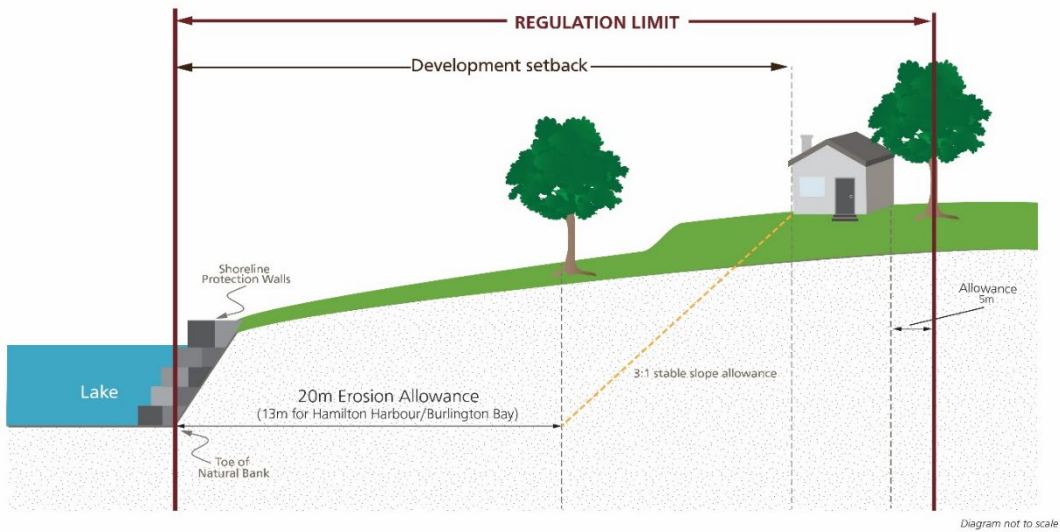 REGULATION LIMIT
Development setback
Shoreline
Protection Walls
Allowance
5m
3:1 stable slope allowance
Lake
20m Erosion Allowance
(13m for Hamilton Harbour/Burlington Bay)
Toe of
Natural Bank
Diagram not to scale